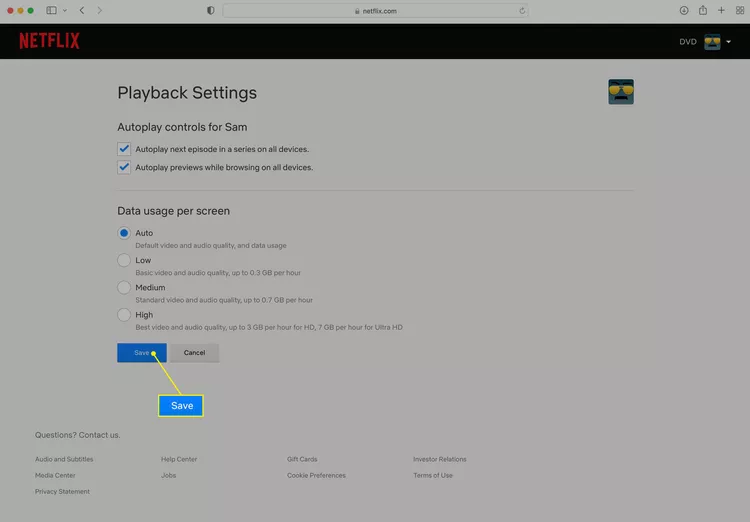 netflix.com
NETFLIX
DVD
Playback Settings
Autoplay controls for Sam
Autoplay next episode in a series on all devices.
Autoplay previews while browsing on all devices.
Data usage per screen
Auto
Default video and audio quality, and data usage
Low
Basic video and audio quality, up to 0.3 GB per hour
Medium
Standard video and audio quality, up to 0.7 GB per hour
High
Best video and audio quality, up to 3 GB per hour for HD, 7 GB per hour for Ultra HD
Save Cancel
Save
Questions? Contact us.
Audio and Subtitles Help Center Gift Cards Investor Relations
Media Center Jobs Cookie Preferences Terms of Use
Privacy Statement